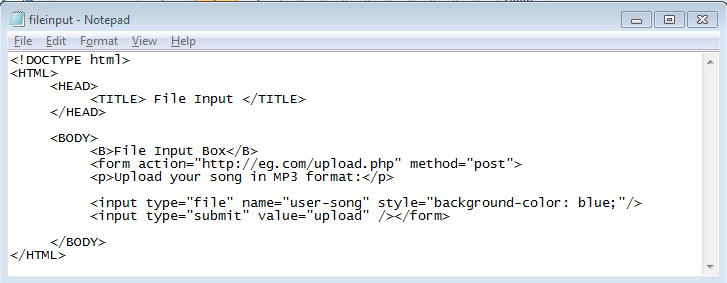 fileinput - Notepad
File Edit Format View Help
<!DOCTYPE html>
<HTML>
<HEAD>
<TITLE> File Input </TITLE>
</HEAD>
<BODY>
<B>File Input Box</B>
<form action="http://eg.com/upload.php" method="post">
<p>Upload your song in MP3 format:</p>
<input type="file" name="user-song" style="background-color: blue;"/>
<input type="submit" value="upload" /></form>
</BODY>
</HTML>